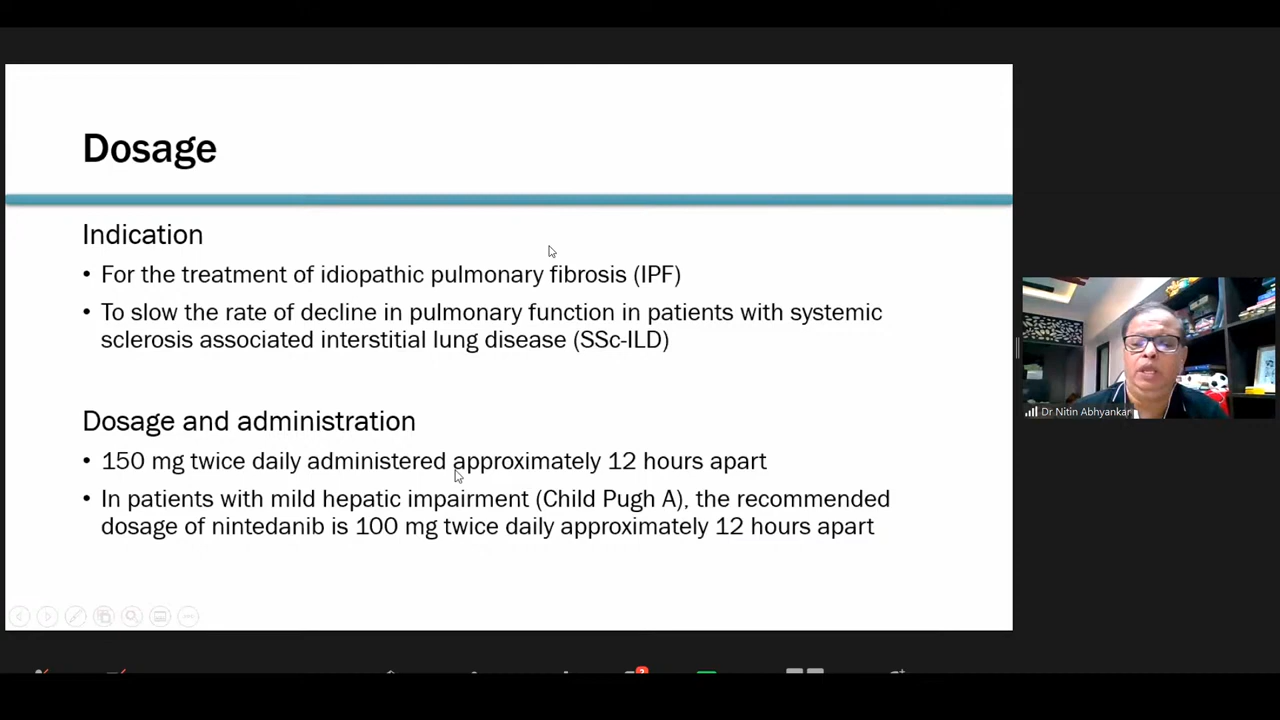 Dosage
Indication
• For the treatment of idiopathic pulmonary fibrosis (IPF)
• To slow the rate of decline in pulmonary function in patients with systemic
sclerosis associated interstitial lung disease (SSc-ILD)
Dr Nitin Abhyankar
Dosage and administration
• 150 mg twice daily administered approximately 12 hours apart
• In patients with mild hepatic impairment (Child Pugh A), the recommended
dosage of nintedanib is 100 mg twice daily approximately 12 hours apart